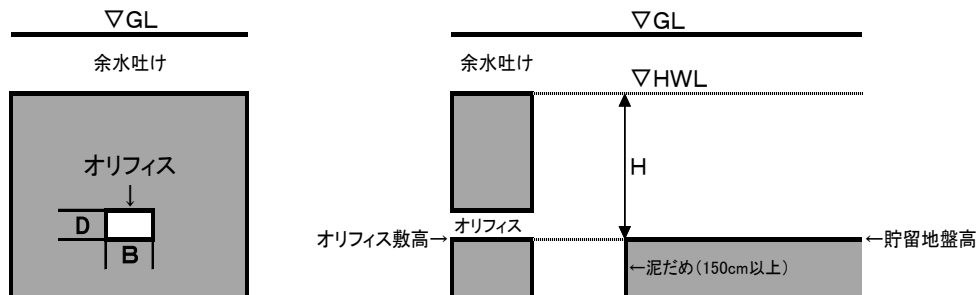 ▽GL
余水吐け
オリフィス
↓
D
B
▽GL
余水吐け
▽HWL
H
オリフィス
オリフィス敷高→
←貯留地盤高
←泥だめ(150cm以上)